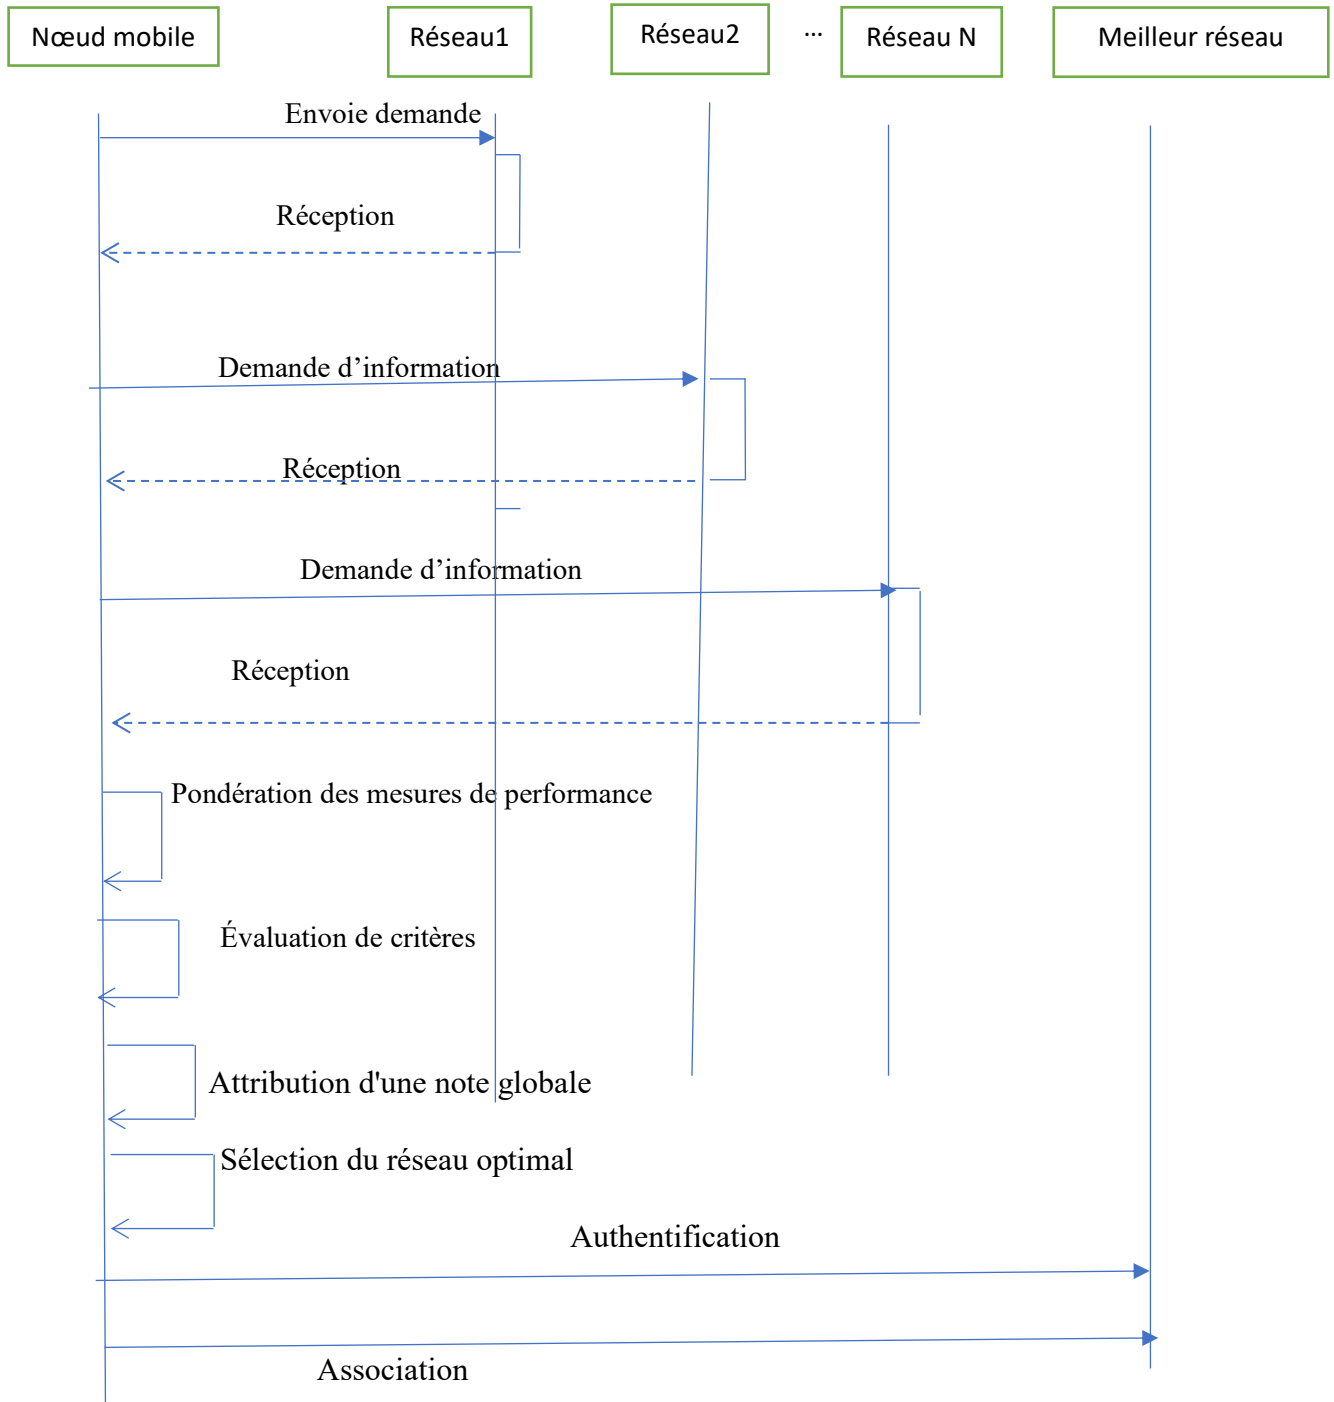 Nœud mobile
Réseau1
Réseau2
...
Réseau N
Meilleur réseau
Envoie demande
Réception
Demande d’information
Réception
Demande d’information
Réception
Pondération des mesures de performance
Évaluation de critères
Attribution d'une note globale
Sélection du réseau optimal
Authentification
Association